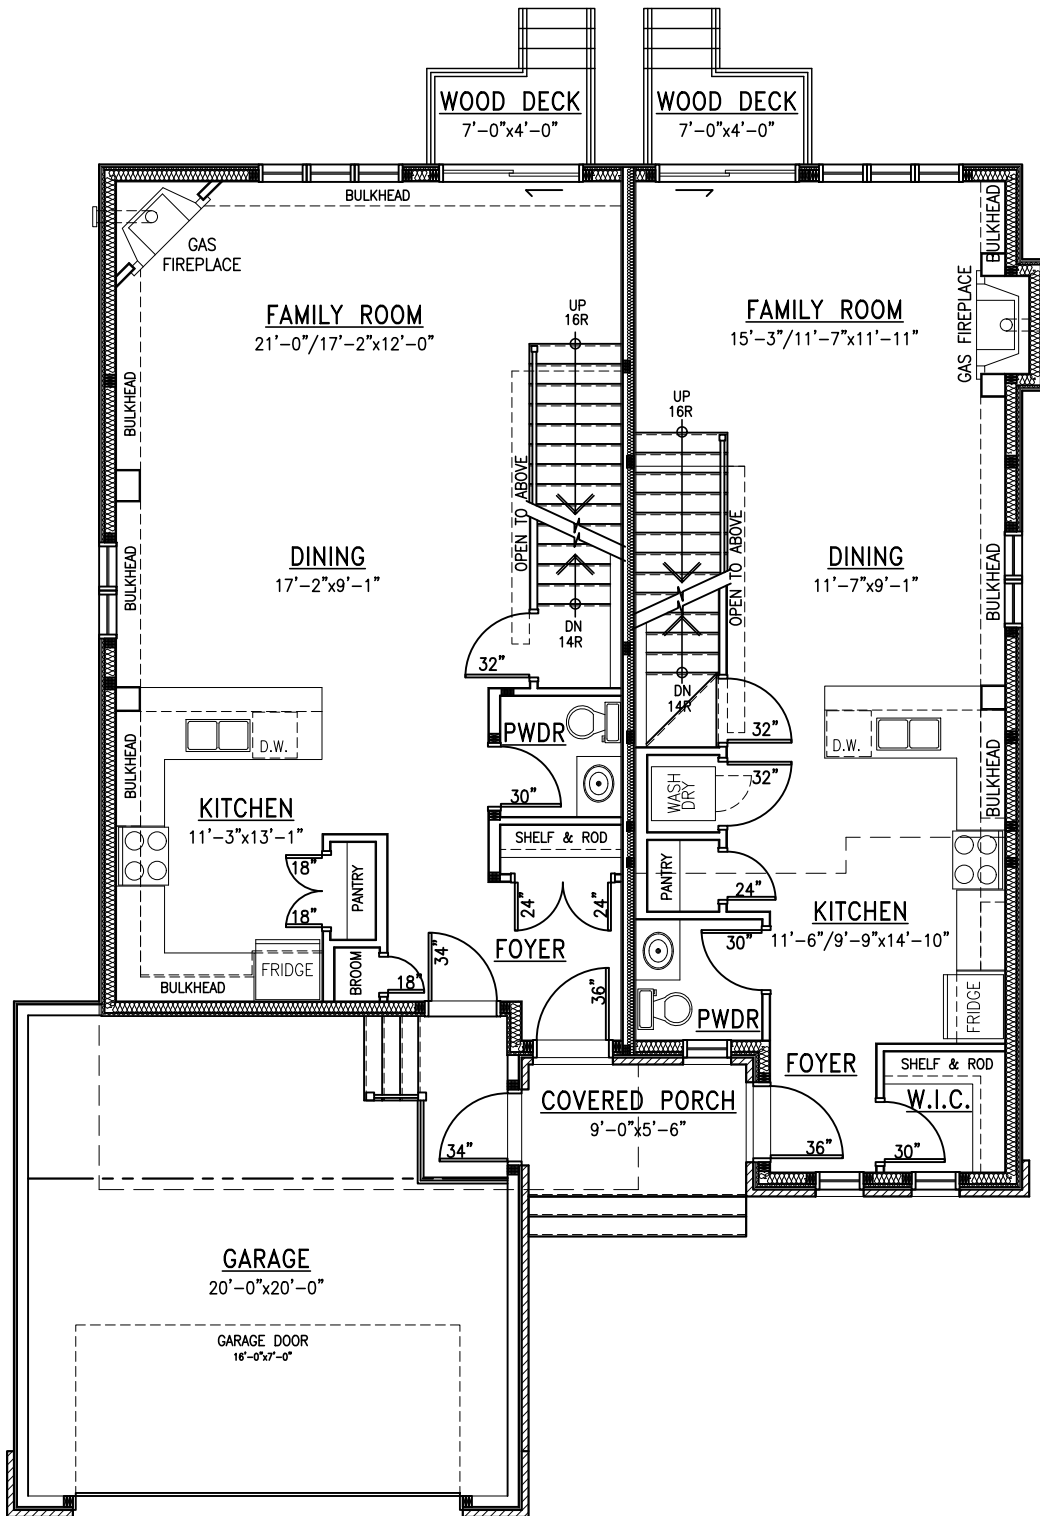 WOOD DECK
7'-0"x4'-0"
WOOD DECK
7'-0"x4'-0"
BULKHEAD
GAS
FIREPLACE
FAMILY ROOM
21'-0"/17'-2"x12'-0"
UP
16R
BULKHEAD
OPEN TO ABOVE
DINING
17'-2"x9'-1"
BULKHEAD
DN
14R
32"
PWDR
30"
D.W.
BULKHEAD
KITCHEN
11'-3"x13'-1"
SHELF & ROD
18"
18"
PANTRY
24"
24"
FOYER
34"
36"
BROOM
18"
FRIDGE
BULKHEAD
BULKHEAD
GAS FIREPLACE
FAMILY ROOM
15'-3"/11'-7"x11'-11"
UP
16R
OPEN TO ABOVE
DINING
11'-7"x9'-1"
BULKHEAD
DN
14R
32"
D.W.
BULKHEAD
32"
WASH
DRY
PANTRY
24"
KITCHEN
11'-6"/9'-9"x14'-10"
30"
FRIDGE
PWDR
FOYER
SHELF & ROD
W.I.C.
36"
30"
COVERED PORCH
9'-0"x5'-6"
34"
GARAGE
20'-0"x20'-0"
GARAGE DOOR
16'-0"x7'-0"